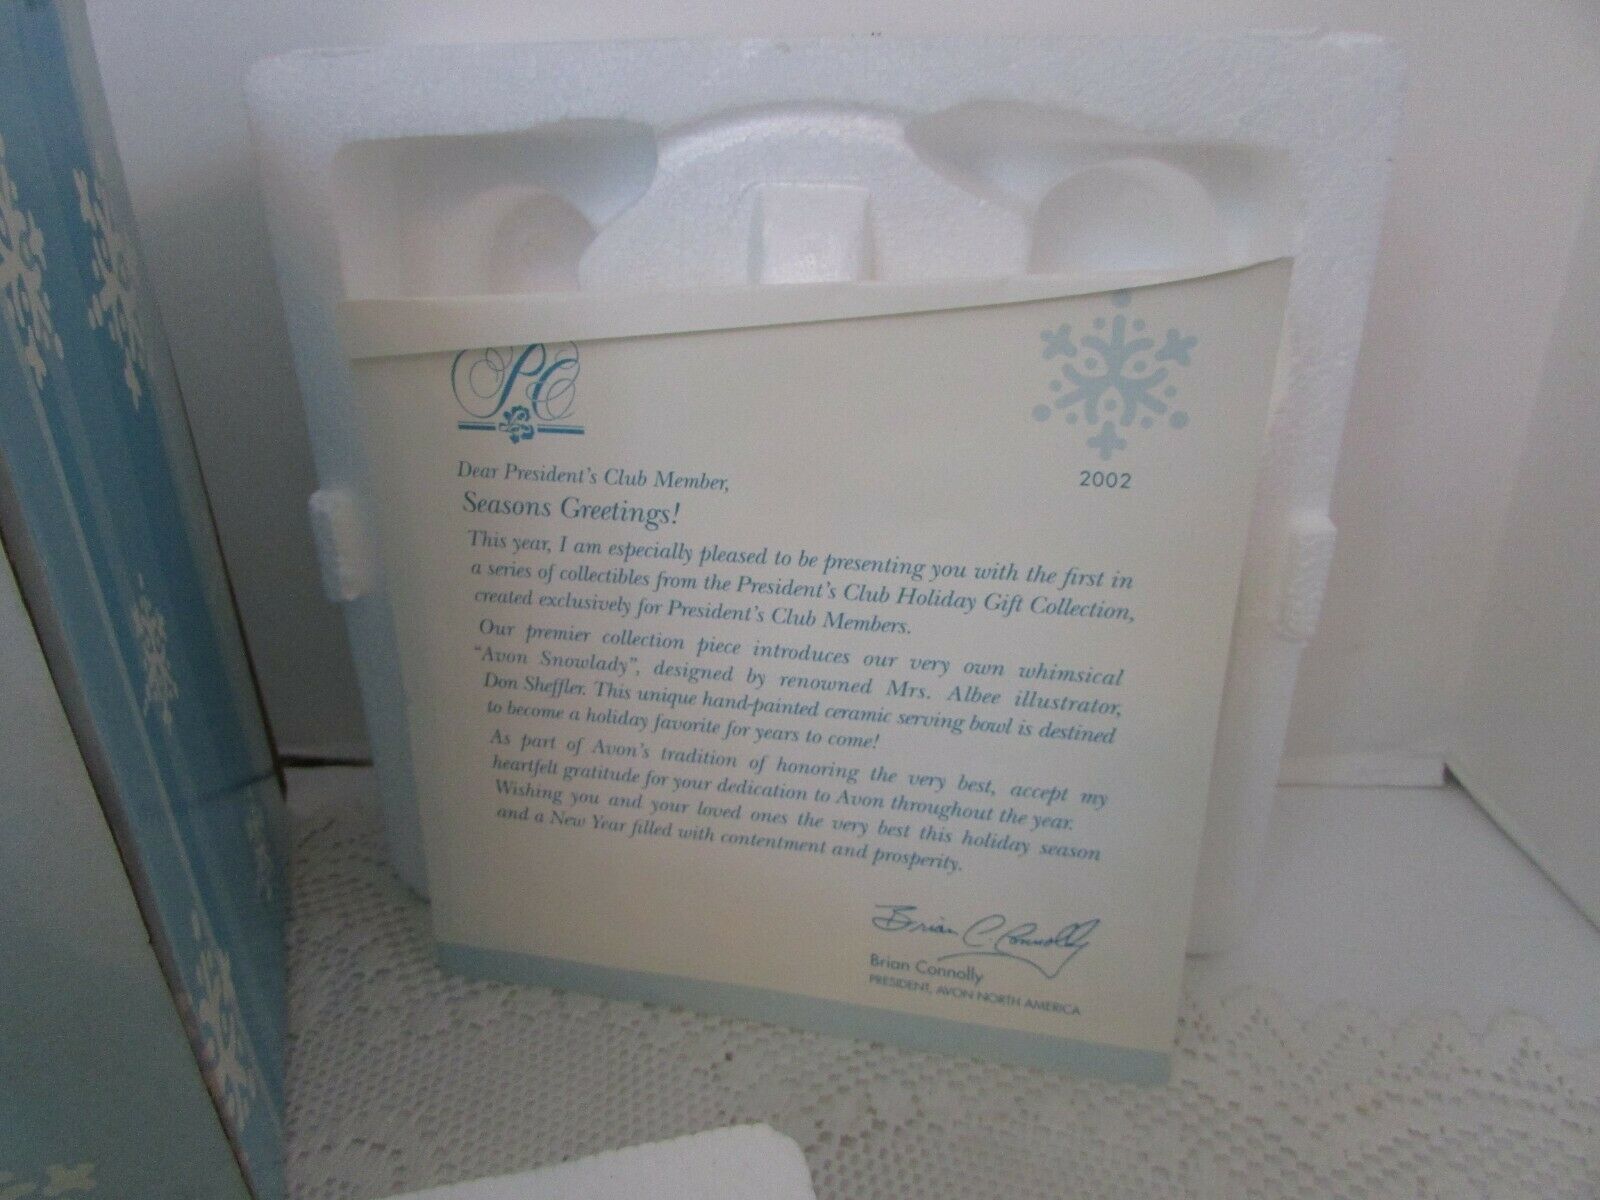 PC
2002
Dear President's Club Member,
Seasons Greetings!
This year, I am especially pleased to be presenting you with the first in
a series of collectibles from the President's Club Holiday Gift Collection,
created exclusively for President's Club Members.
Our premier collection piece introduces our very own whimsical
"Avon Snowlady", designed by renowned Mrs. Albee illustrator,
Don Sheffler. This unique hand-painted ceramic serving bowl is destined
to become a holiday favorite for years to come!
As part of Avon's tradition of honoring the very best, accept my
heartfelt gratitude for your dedication to Avon throughout the year.
Wishing you and your loved ones the very best this holiday season
and a New Year filled with contentment and prosperity.
Brian C. Connolly
Brian Connolly
PRESIDENT, AVON NORTH AMERICA